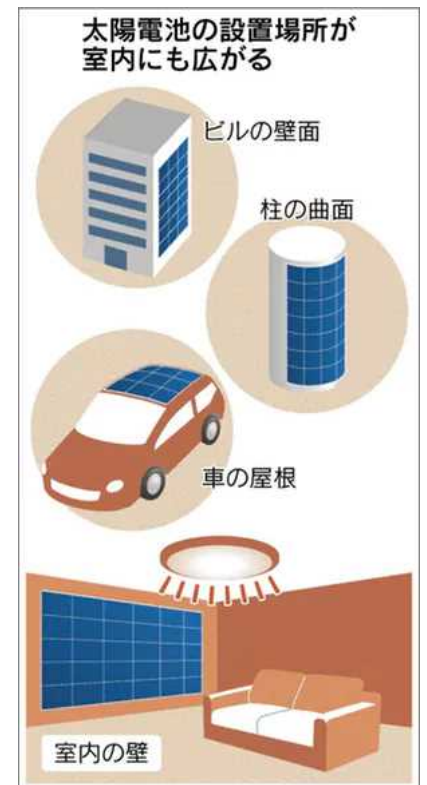 太陽電池の設置場所が
室内にも広がる
ビルの壁面
柱の曲面
車の屋根
室内の壁